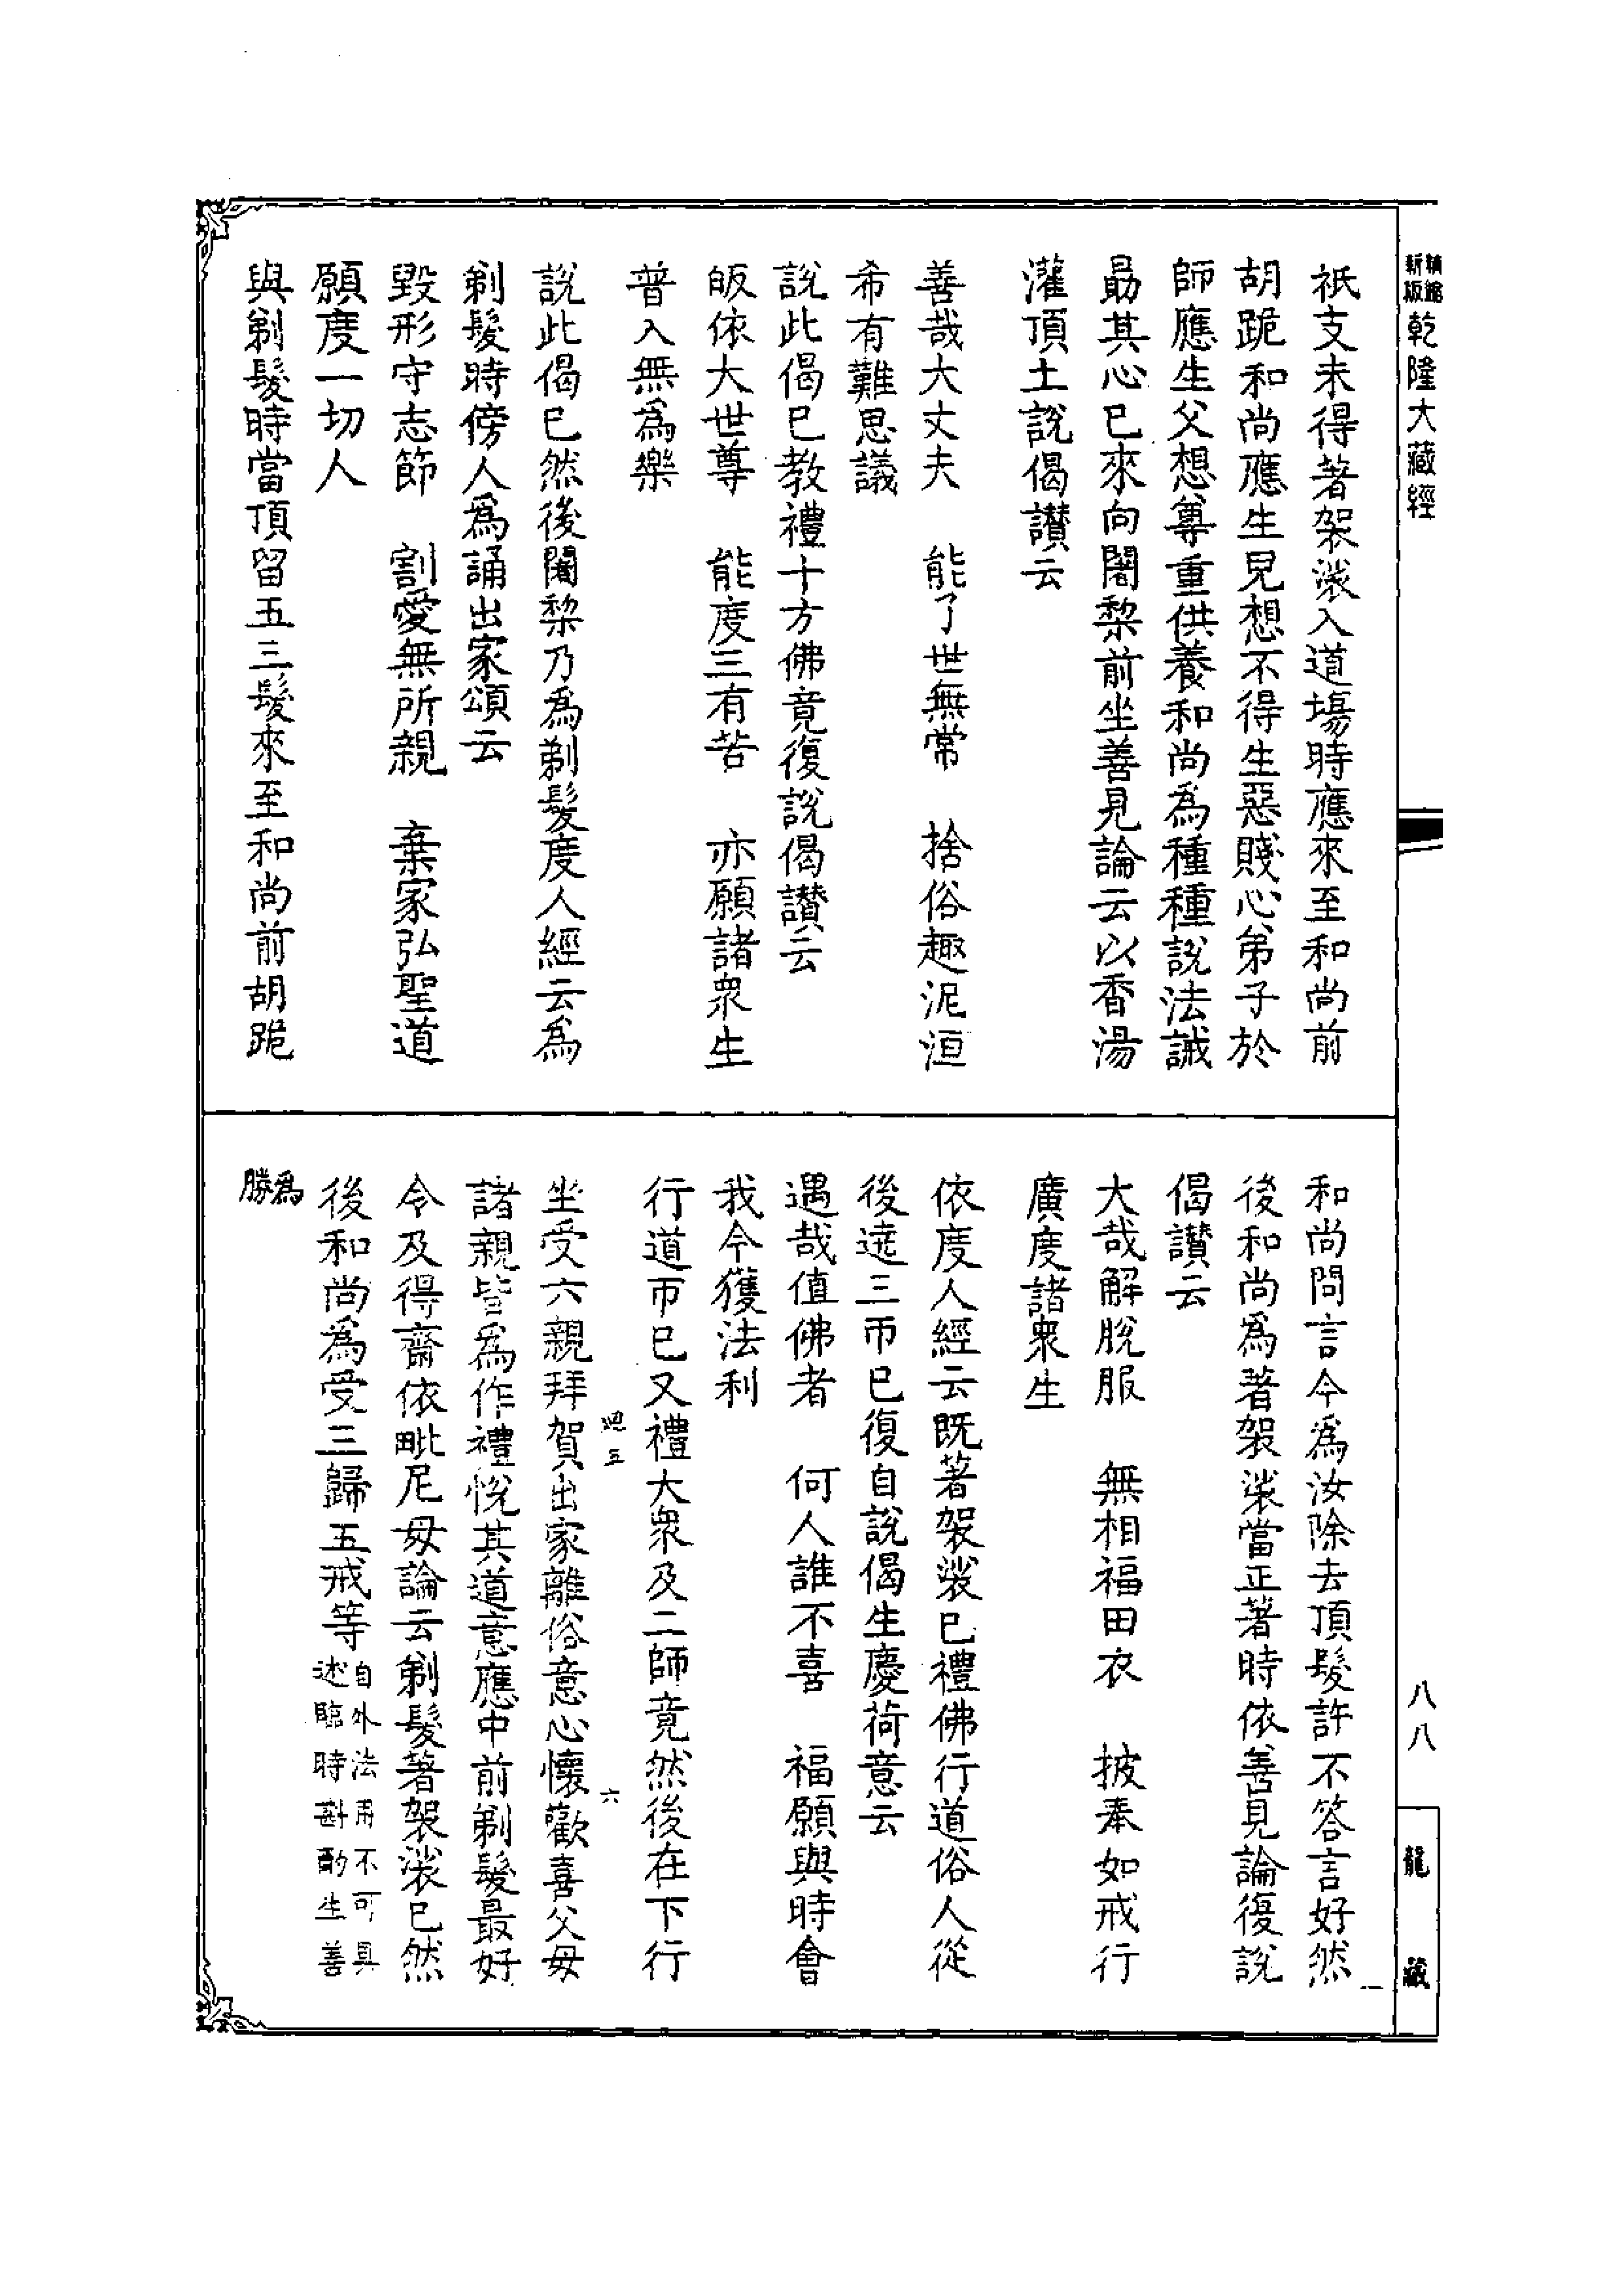 新縮
版縮
乾隆大藏經
祇支未得著袈裟入道場時應來至和尚前
胡跪和尚應生兒想不得生惡賤心弟子於
師應生父想尊重供養和尚為種種說法誡
勗其心已來向闍梨前坐善見論云以香湯
灌頂土說偈讃云
善哉大丈夫　能了世無常　捨俗趣泥洹
希有難思議
說此偈已教禮十方佛竟復說偈讃云
皈依大世尊　能度三有苦　亦願諸衆生
普入無為樂
說此偈已然後闍梨乃為剃髮度人經云為
剃髮時傍人為誦出家頌云
毀形守志節　割愛無所親　棄家弘聖道
願度一切人
與剃髮時當頂留五三髮來至和尚前胡跪
和尚問言今為汝除去頂髮許不答言好然
後和尚為著袈裟當正著時依善見論復說
偈讃云
大哉解脫服　無相福田衣　披奉如戒行
廣度諸衆生
依度人經云既著袈裟已禮佛行道俗人從
後遶三帀已復自說偈生慶荷意云
遇哉值佛者　何人誰不喜　福願與時會
我今獲法利
行道帀已又禮大衆及二師竟然後在下行
坐受六親拜賀出家離俗意心懷歡喜父母
諸親皆為作禮悅其道意應中前剃髮最好
令及得齋依毗尼母論云剃髮著袈裟已然
後和尚為受三歸五戒等自外法用不可具述臨時斟酌生善
為勝
五
六
八八
龍藏